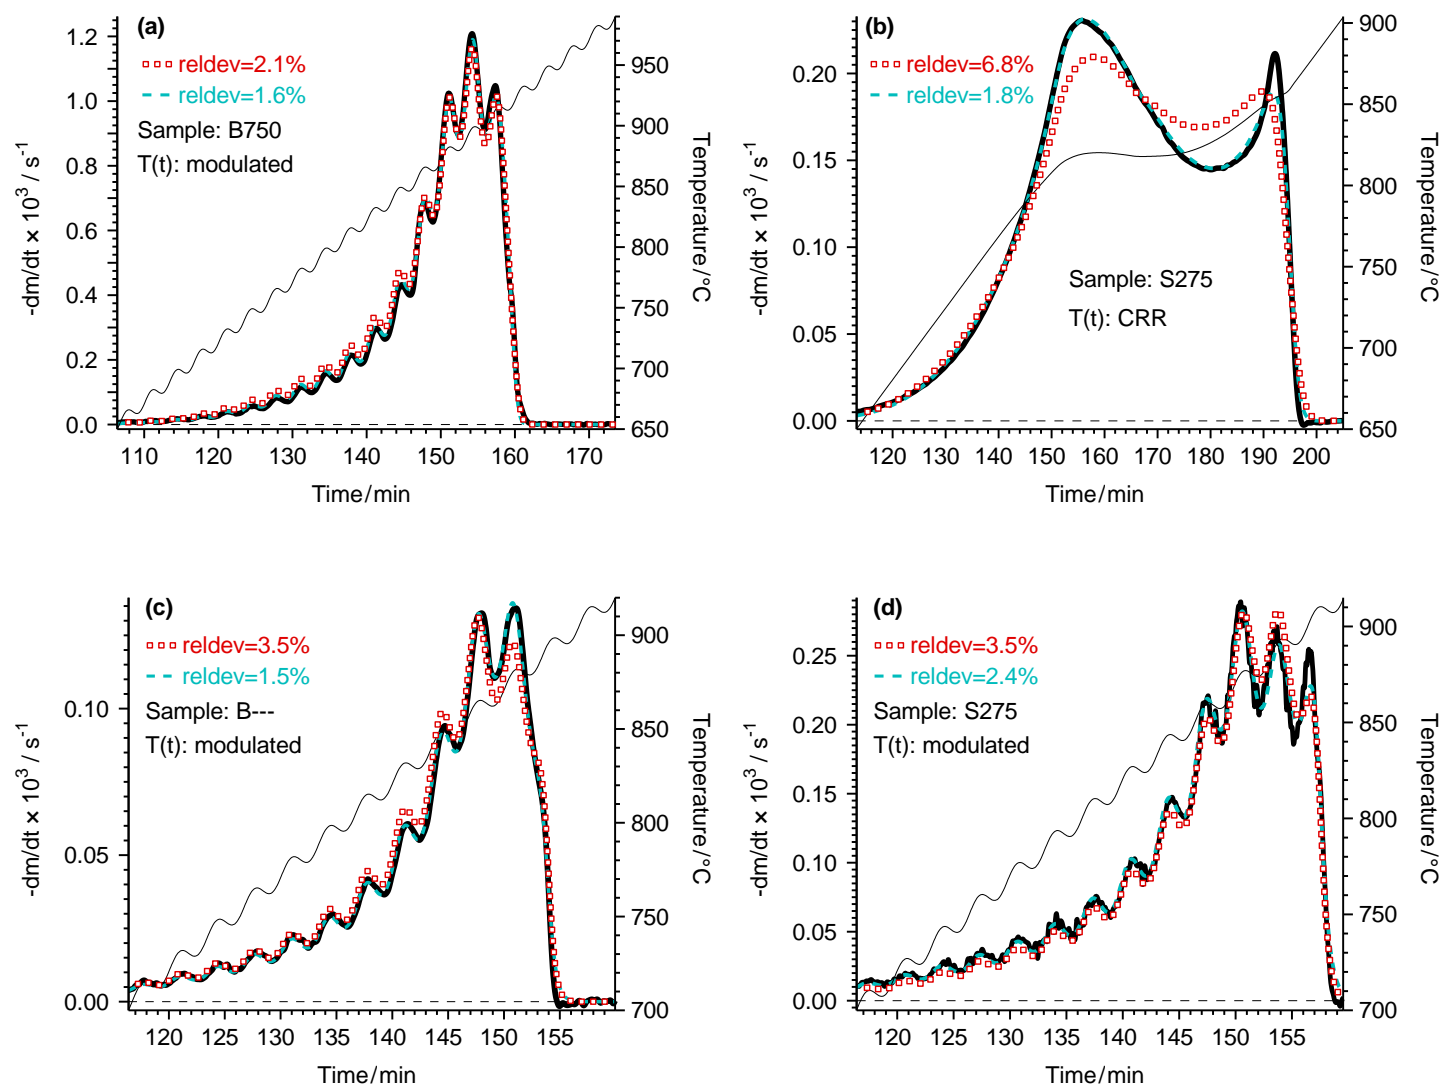 (a)
reldev=2.1%
reldev=1.6%
Sample: B750
T(t): modulated
1.2
1.0
0.8
0.6
0.4
0.2
0.0
-dm/dt × 10³ / s⁻¹
950
900
850
800
750
700
650
Temperature/°C
110 120 130 140 150 160 170
Time/min
(b)
reldev=6.8%
reldev=1.8%
Sample: S275
T(t): CRR
0.20
0.15
0.10
0.05
0.00
-dm/dt × 10³ / s⁻¹
900
850
800
750
700
650
Temperature/°C
120 130 140 150 160 170 180 190 200
Time/min
(c)
reldev=3.5%
reldev=1.5%
Sample: B---
T(t): modulated
0.10
0.05
0.00
-dm/dt × 10³ / s⁻¹
900
850
800
750
700
Temperature/°C
120 125 130 135 140 145 150 155
Time/min
(d)
reldev=3.5%
reldev=2.4%
Sample: S275
T(t): modulated
0.25
0.20
0.15
0.10
0.05
0.00
-dm/dt × 10³ / s⁻¹
900
850
800
750
700
Temperature/°C
120 125 130 135 140 145 150 155
Time/min